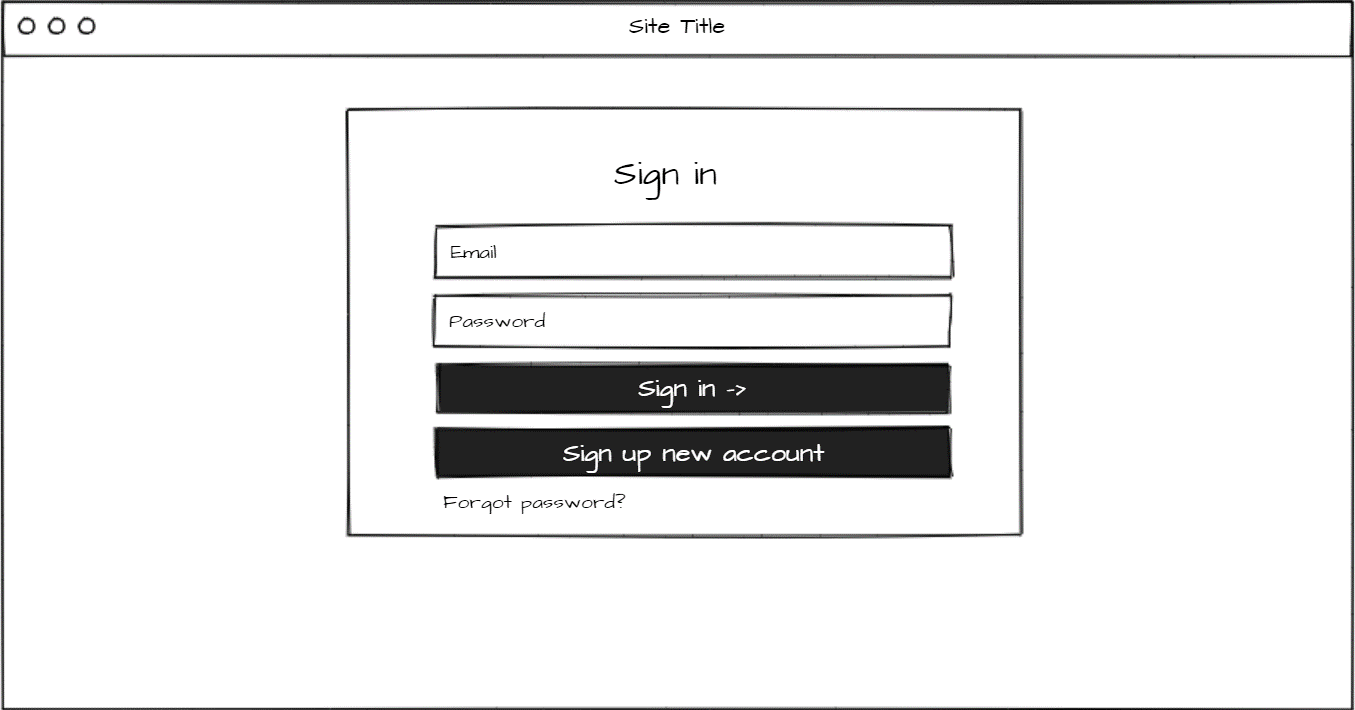 Site Title
Sign in
Email
Password
Sign in ->
Sign up new account
Forgot password?